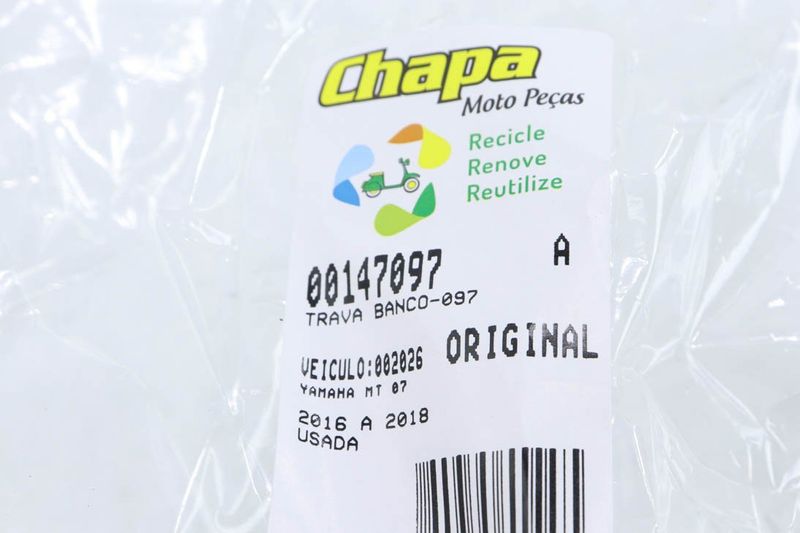 Chapa
Moto Peças
Recicle
Renove
Reutilize
00147097 A
TRAVA BANCO-097
VEICULO:002026 ORIGINAL
YAMAHA MT 07
2016 A 2018
USADA